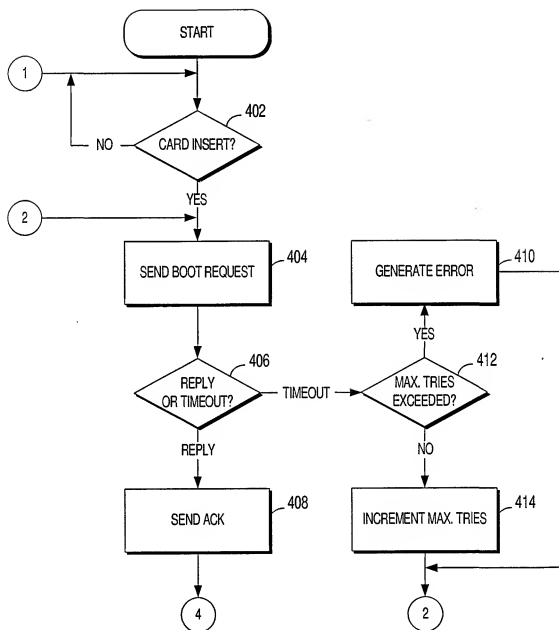 START
1
402
NO
CARD INSERT?
YES
2
SEND BOOT REQUEST
404
GENERATE ERROR
410
YES
406
REPLY
OR TIMEOUT?
TIMEOUT
412
MAX. TRIES
EXCEEDED?
REPLY
NO
SEND ACK
408
INCREMENT MAX. TRIES
414
4
2